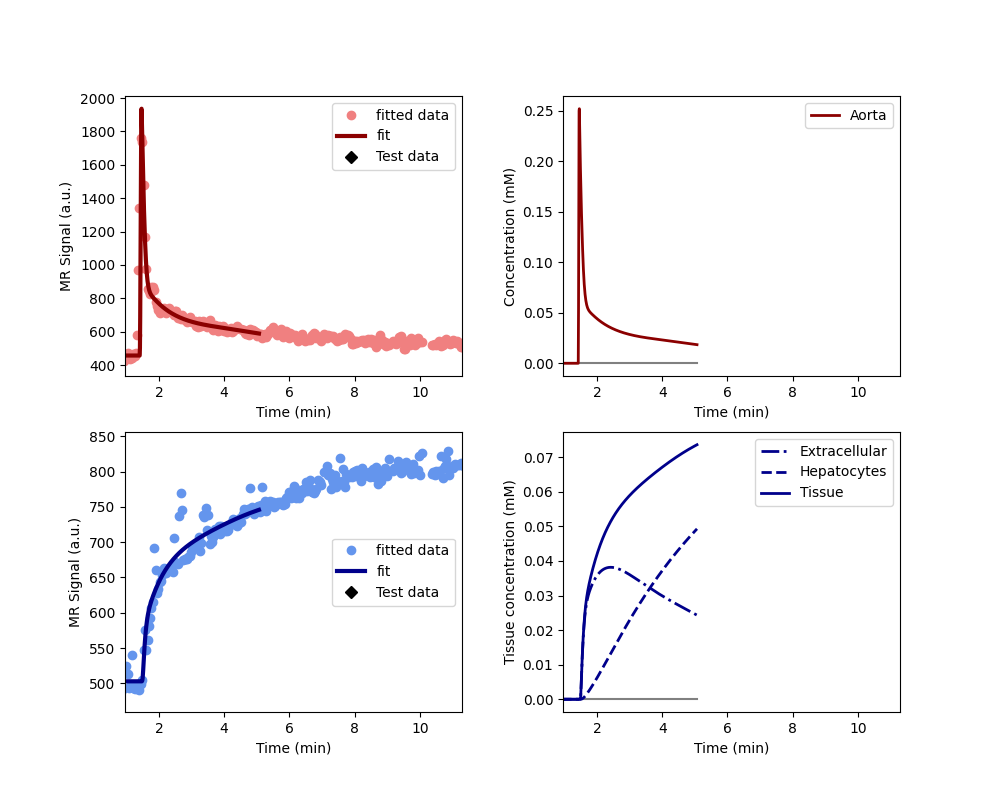 2000
1800
1600
1400
1200
1000
800
600
400
MR Signal (a.u.)
fitted data
fit
Test data
2 4 6 8 10
Time (min)
0.25
0.20
0.15
0.10
0.05
0.00
Concentration (mM)
Aorta
2 4 6 8 10
Time (min)
850
800
750
700
650
600
550
500
MR Signal (a.u.)
fitted data
fit
Test data
2 4 6 8 10
Time (min)
0.07
0.06
0.05
0.04
0.03
0.02
0.01
0.00
Tissue concentration (mM)
Extracellular
Hepatocytes
Tissue
2 4 6 8 10
Time (min)